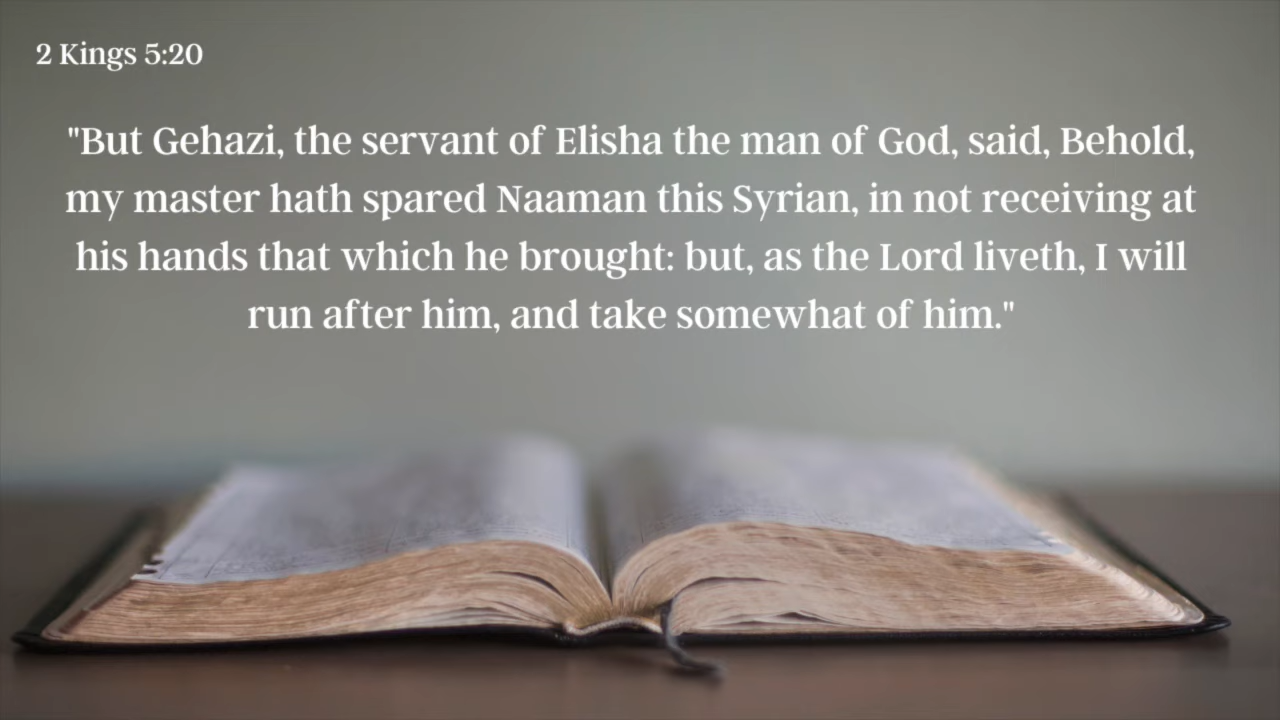 2 Kings 5:20
"But Gehazi, the servant of Elisha the man of God, said, Behold,
my master hath spared Naaman this Syrian, in not receiving at
his hands that which he brought: but, as the Lord liveth, I will
run after him, and take somewhat of him."